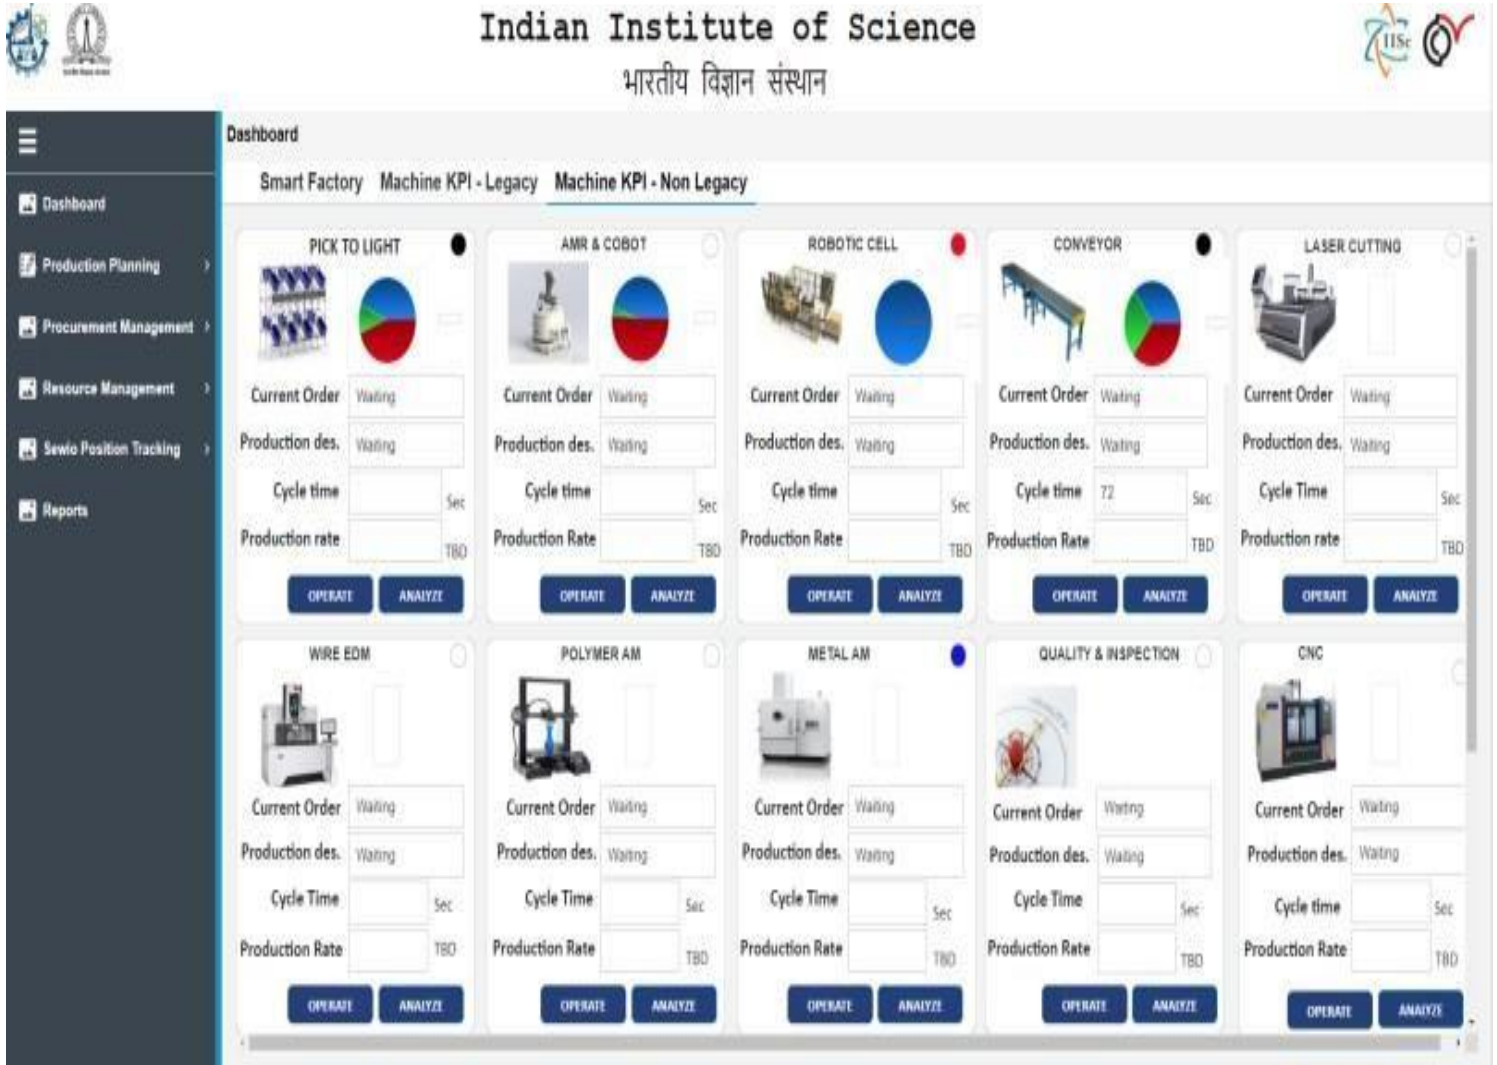 Indian Institute of Science
भारतीय विज्ञान संस्थान
IISc
Dashboard
Smart Factory Machine KPI - Legacy Machine KPI - Non Legacy
Dashboard
Production Planning
Procurement Management
Resource Management
Sewio Position Tracking
Reports
PICK TO LIGHT
Current Order Waiting
Production des. Waiting
Cycle time Sec
Production rate TBD
OPERATE ANALYZE
AMR & COBOT
Current Order Waiting
Production des. Waiting
Cycle time Sec
Production Rate TBD
OPERATE ANALYZE
ROBOTIC CELL
Current Order Waiting
Production des. Waiting
Cycle time Sec
Production Rate TBD
OPERATE ANALYZE
CONVEYOR
Current Order Waiting
Production des. Waiting
Cycle time 72 Sec
Production Rate TBD
OPERATE ANALYZE
LASER CUTTING
Current Order Waiting
Production des. Waiting
Cycle Time Sec
Production rate TBD
OPERATE ANALYZE
WIRE EDM
Current Order Waiting
Production des. Waiting
Cycle Time Sec
Production Rate TBD
OPERATE ANALYZE
POLYMER AM
Current Order Waiting
Production des. Waiting
Cycle Time Sec
Production Rate TBD
OPERATE ANALYZE
METAL AM
Current Order Waiting
Production des. Waiting
Cycle Time Sec
Production Rate TBD
OPERATE ANALYZE
QUALITY & INSPECTION
Current Order Waiting
Production des. Waiting
Cycle Time Sec
Production Rate TBD
OPERATE ANALYZE
CNC
Current Order Waiting
Production des. Waiting
Cycle time Sec
Production Rate TBD
OPERATE ANALYZE